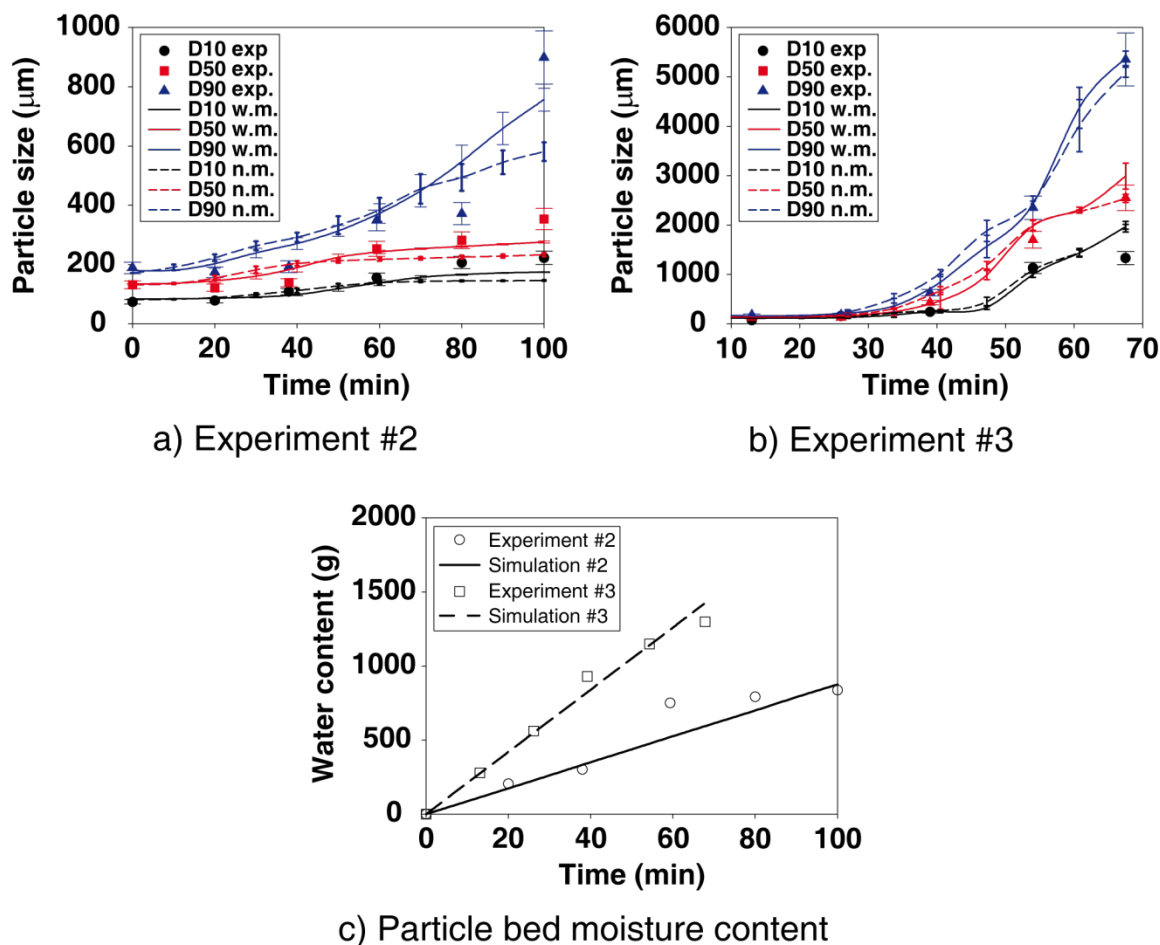 1000
800
600
400
200
0
Particle size (μm)
D10 exp
D50 exp.
D90 exp.
D10 w.m.
D50 w.m.
D90 w.m.
D10 n.m.
D50 n.m.
D90 n.m.
0 20 40 60 80 100
Time (min)
a) Experiment #2
6000
5000
4000
3000
2000
1000
0
Particle size (μm)
D10 exp
D50 exp.
D90 exp.
D10 w.m.
D50 w.m.
D90 w.m.
D10 n.m.
D50 n.m.
D90 n.m.
10 20 30 40 50 60 70
Time (min)
b) Experiment #3
2000
1500
1000
500
0
Water content (g)
Experiment #2
Simulation #2
Experiment #3
Simulation #3
0 20 40 60 80 100
Time (min)
c) Particle bed moisture content